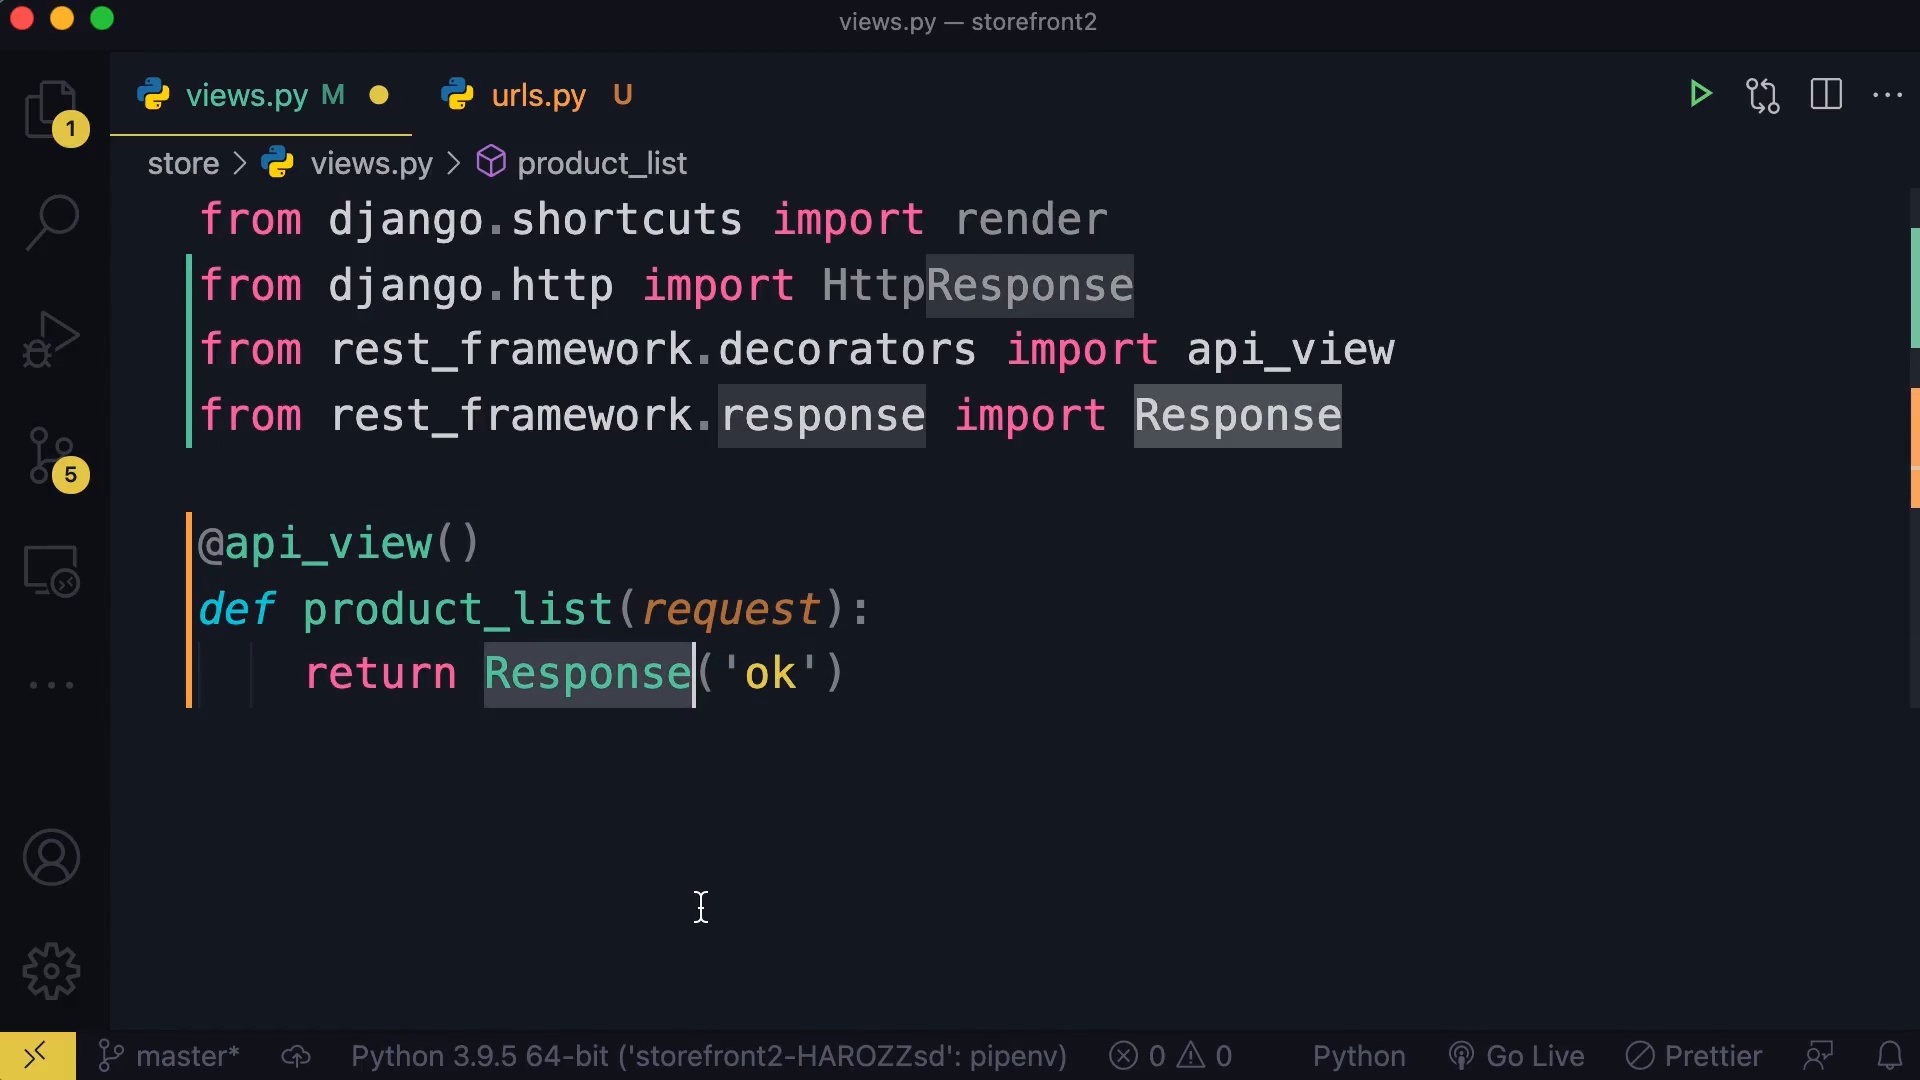 views.py — storefront2
views.py M
urls.py U
1
store > views.py > product_list
from django.shortcuts import render
from django.http import HttpResponse
from rest_framework.decorators import api_view
from rest_framework.response import Response
5
@api_view()
def product_list(request):
return Response('ok')
master* Python 3.9.5 64-bit ('storefront2-HAROZZsd': pipenv) 0 0 Python Go Live Prettier